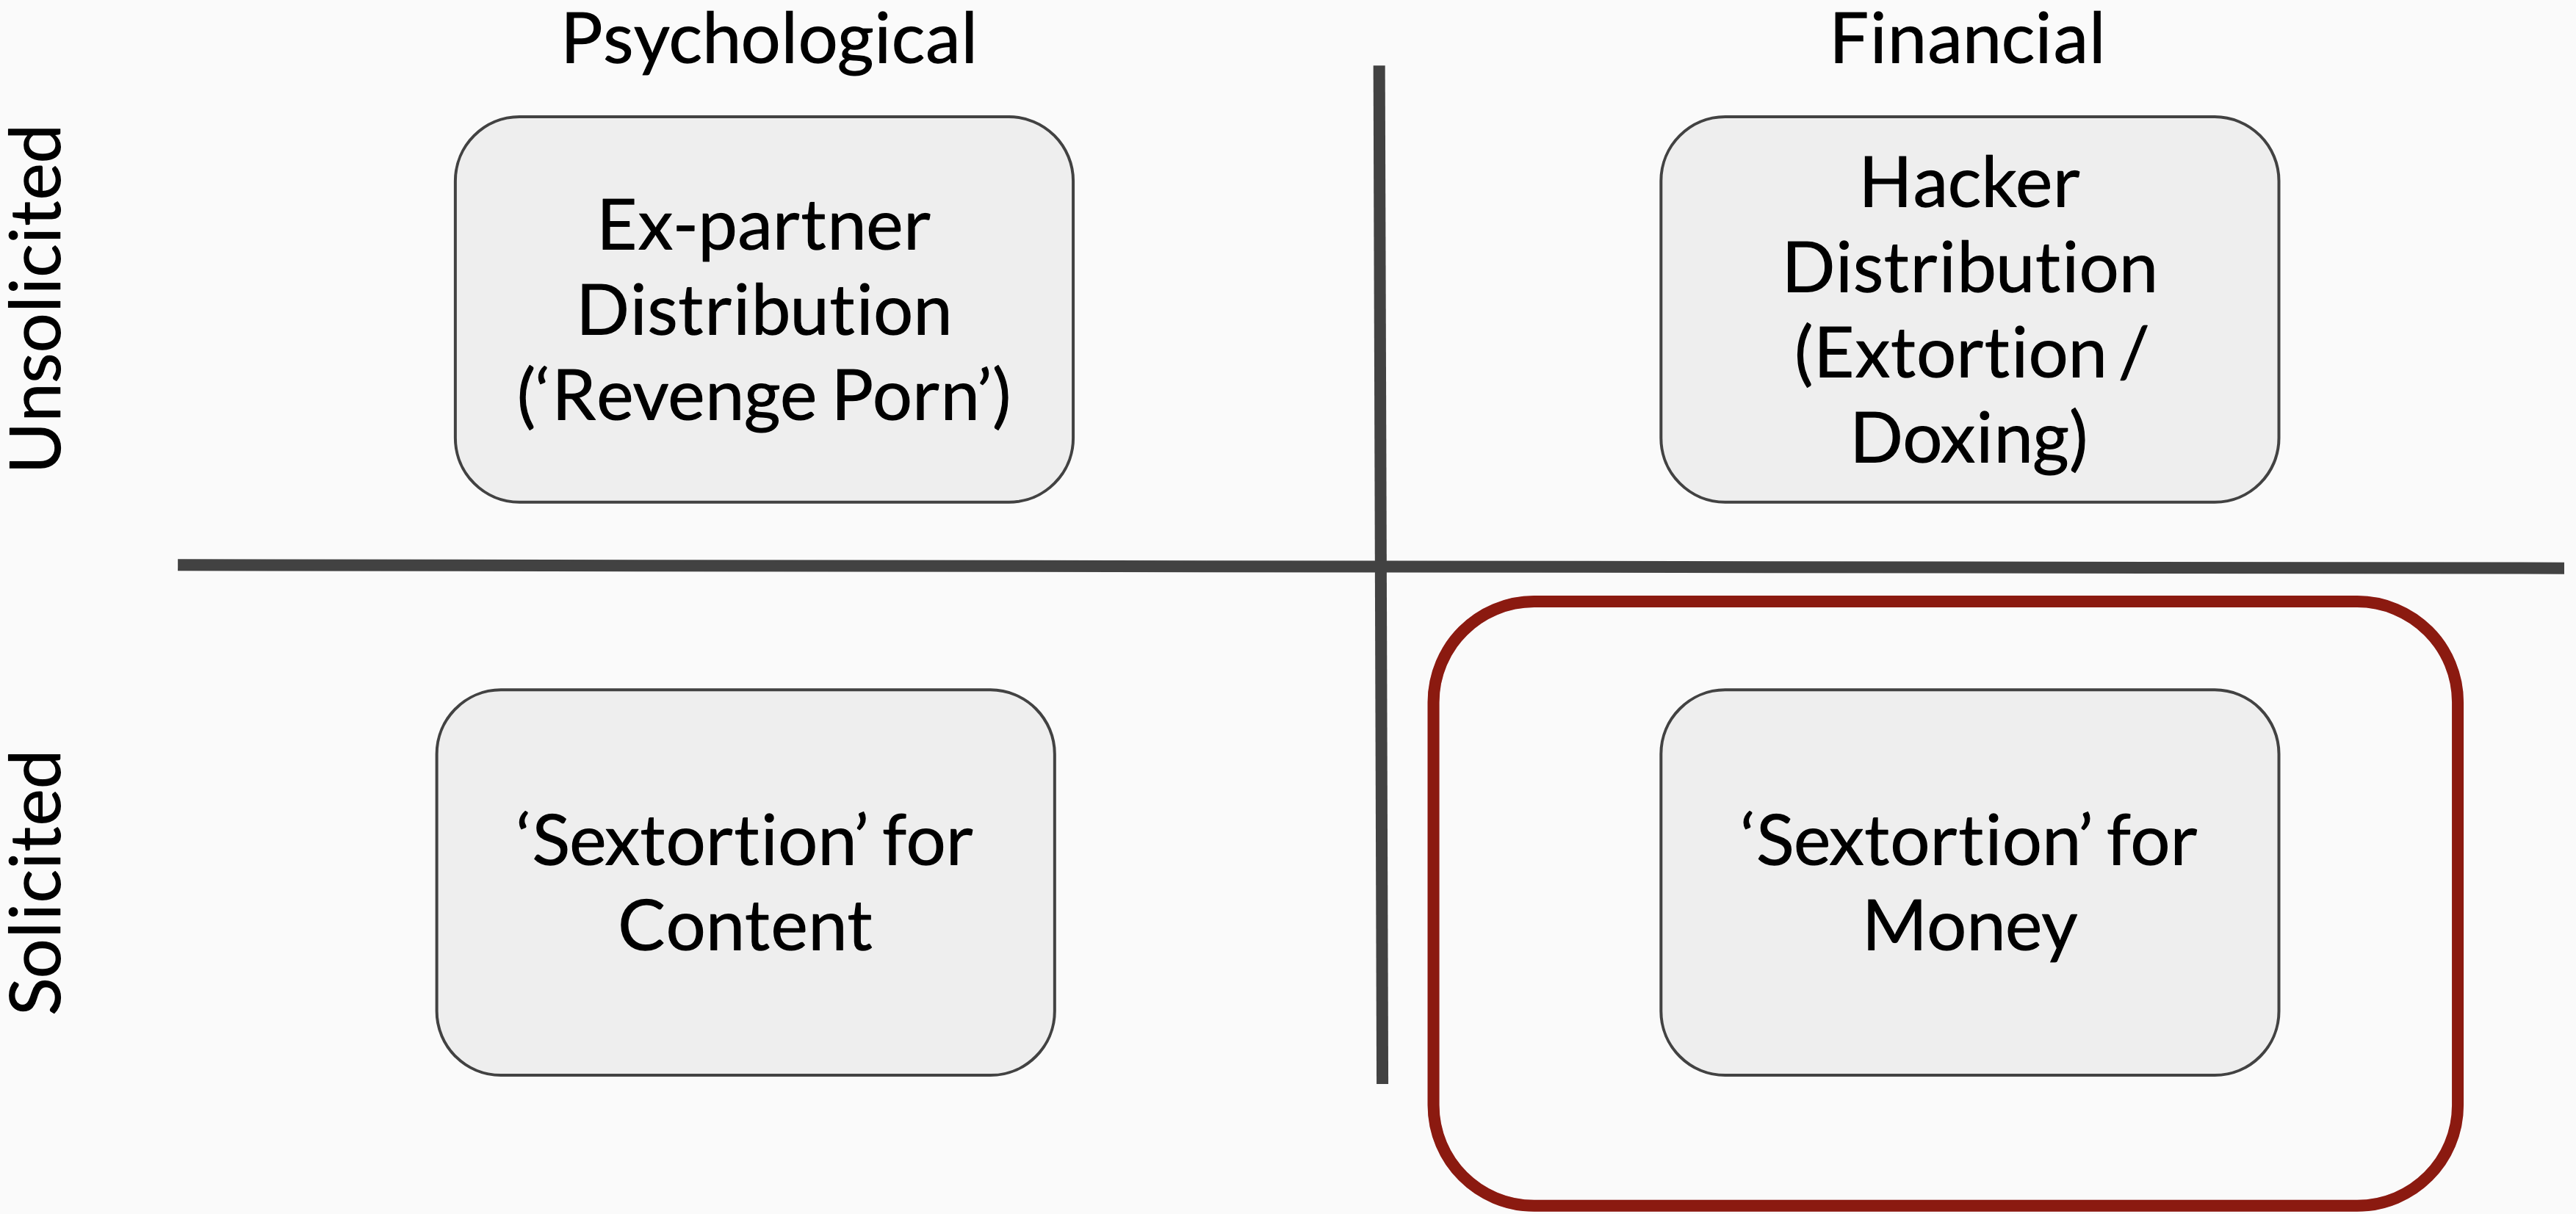 Psychological
Financial
Unsolicited
Ex-partner
Distribution
(‘Revenge Porn’)
Hacker
Distribution
(Extortion /
Doxing)
Solicited
‘Sextortion’ for
Content
‘Sextortion’ for
Money